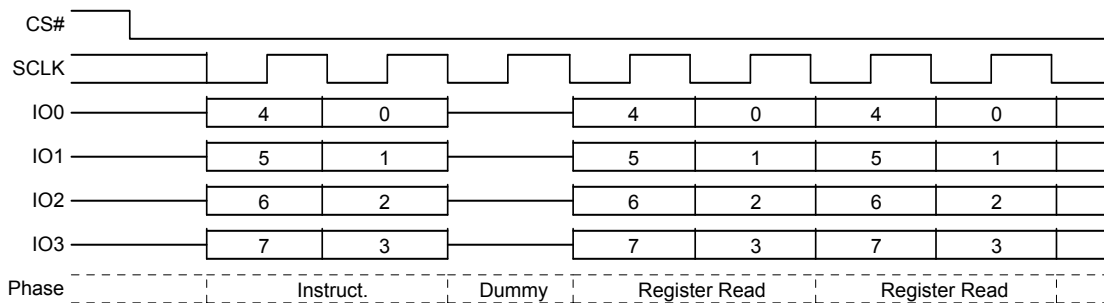 CS#
SCLK
IO0 4 0 4 0 4 0
IO1 5 1 5 1 5 1
IO2 6 2 6 2 6 2
IO3 7 3 7 3 7 3
Phase Instruct. Dummy Register Read Register Read